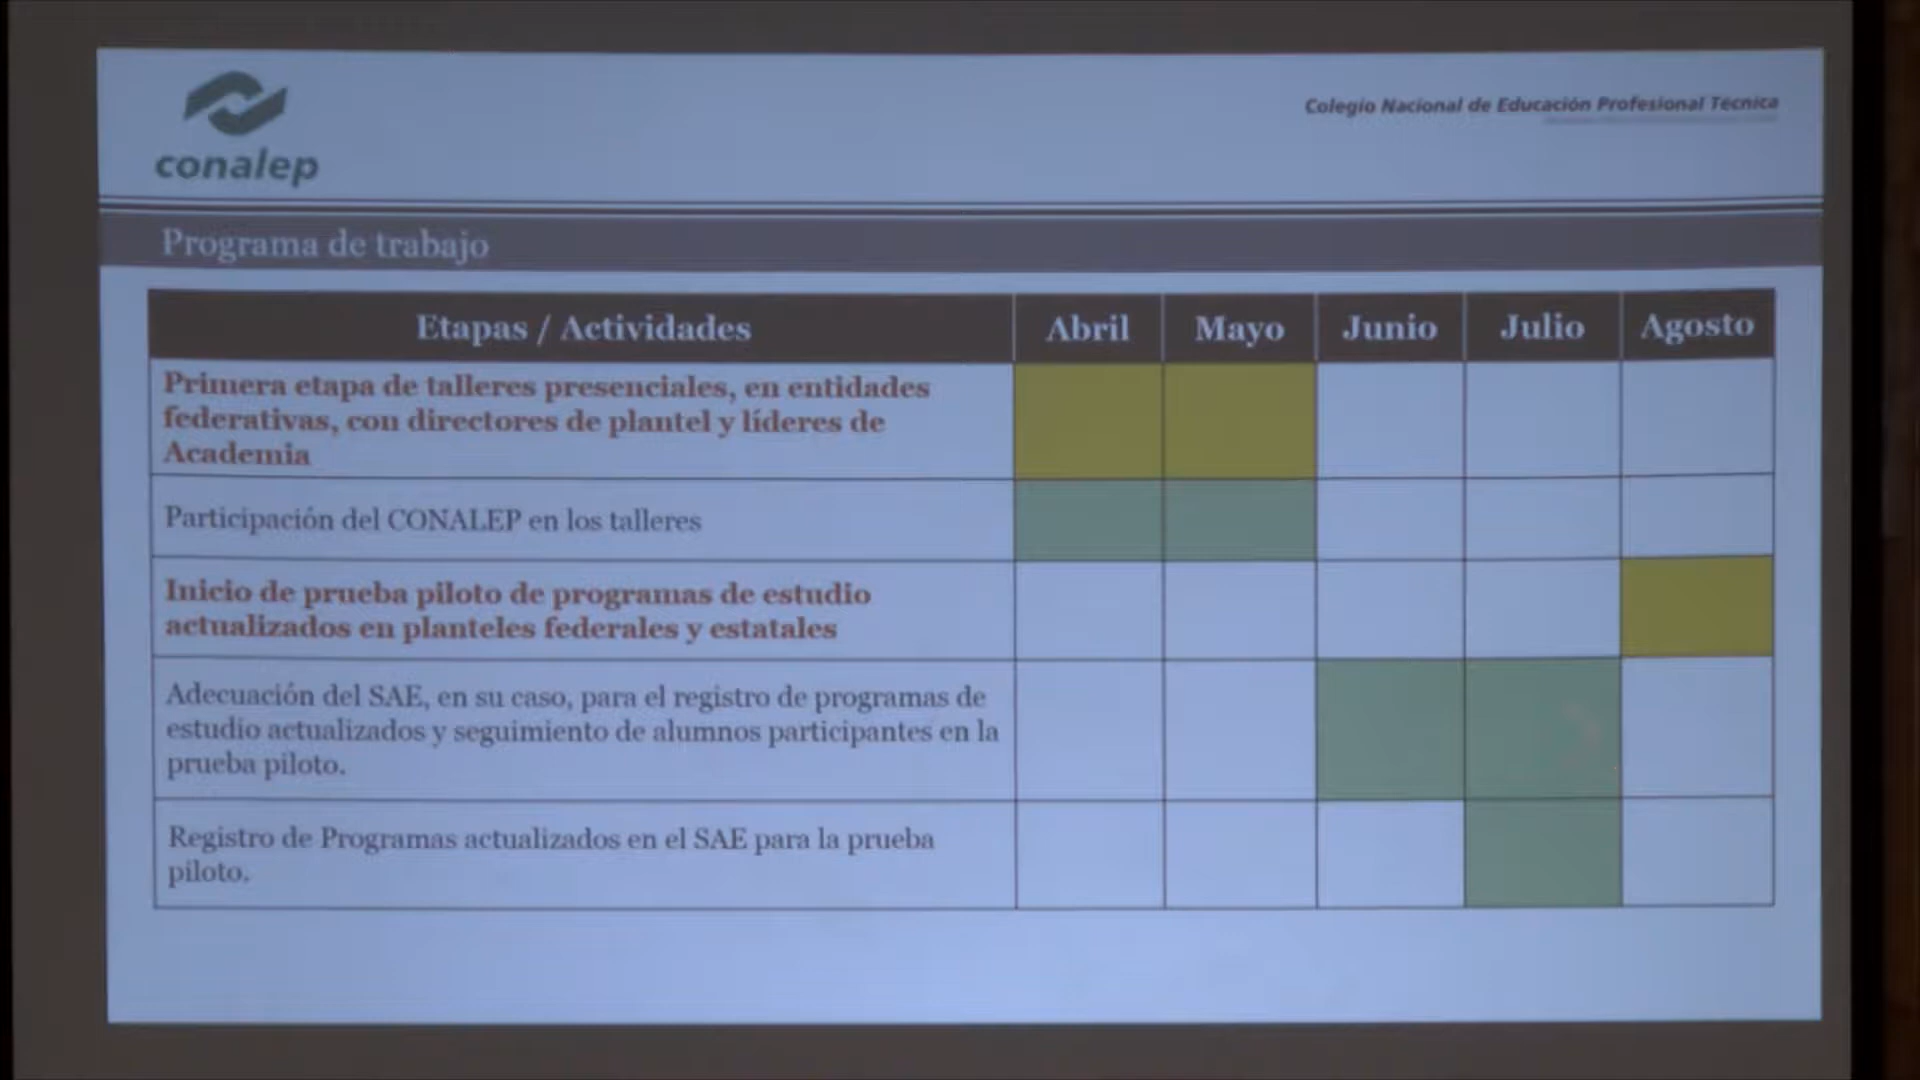 conalep
Colegio Nacional de Educación Profesional Técnica
Programa de trabajo
Etapas / Actividades
Abril
Mayo
Junio
Julio
Agosto
Primera etapa de talleres presenciales, en entidades
federativas, con directores de plantel y líderes de
Academia
Participación del CONALEP en los talleres
Inicio de prueba piloto de programas de estudio
actualizados en planteles federales y estatales
Adecuación del SAE, en su caso, para el registro de programas de
estudio actualizados y seguimiento de alumnos participantes en la
prueba piloto.
Registro de Programas actualizados en el SAE para la prueba
piloto.